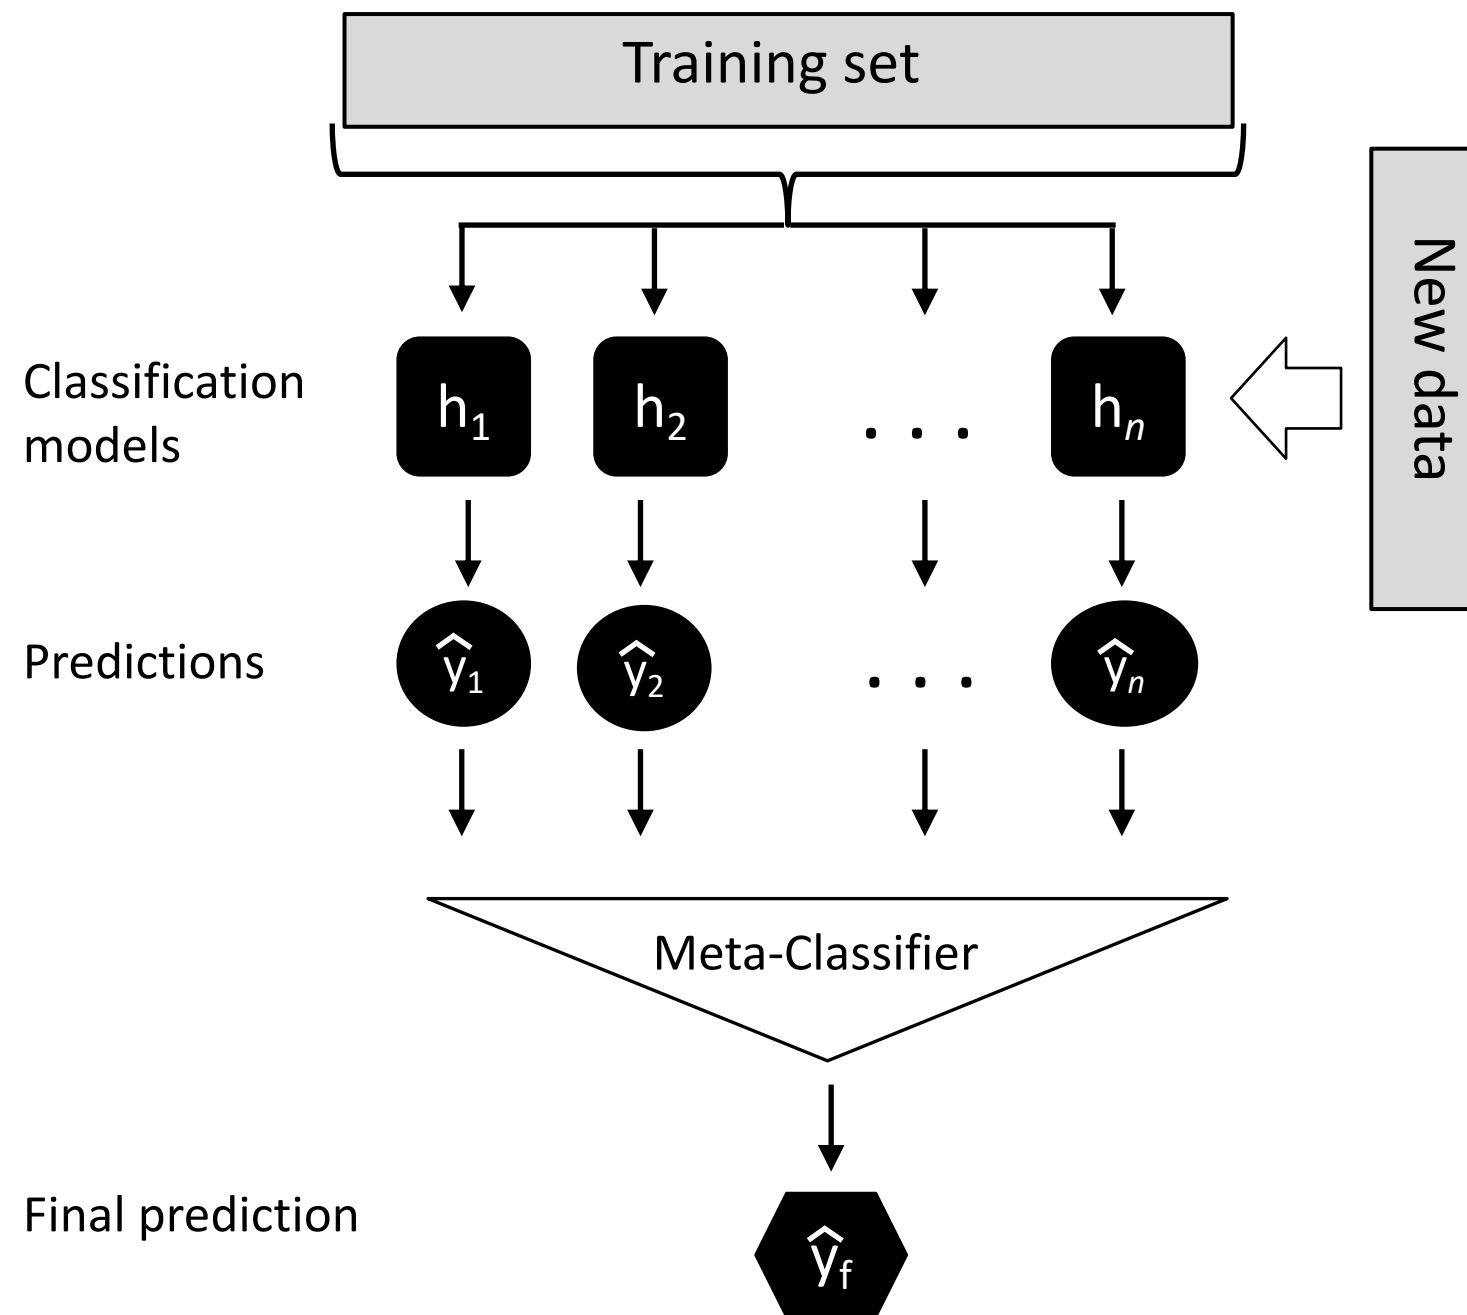 Training set
New data
Classification
models
h₁ h₂ . . . hₙ
Predictions
ŷ₁ ŷ₂ . . . ŷₙ
Meta-Classifier
Final prediction
ŷf